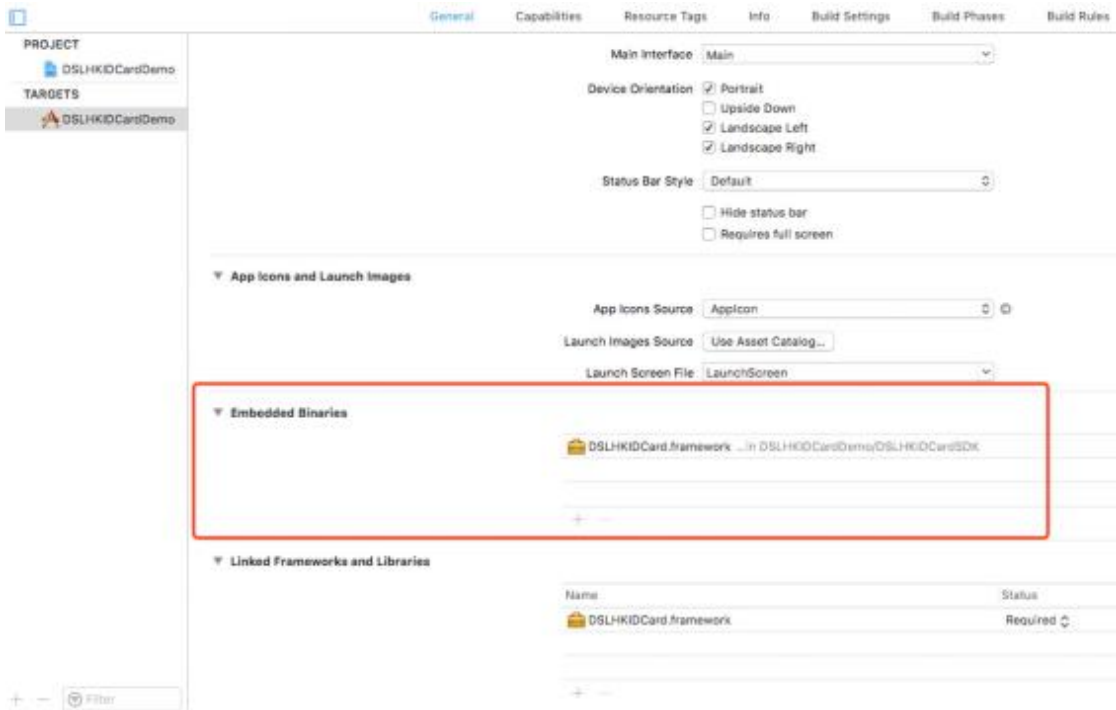 General Capabilities Resource Tags Info Build Settings Build Phases Build Rules
PROJECT
DSLHKIDCardDemo
TARGETS
DSLHKIDCardDemo
Main Interface Main
Device Orientation Portrait
Upside Down
Landscape Left
Landscape Right
Status Bar Style Default
Hide status bar
Requires full screen
App Icons and Launch Images
App Icons Source AppIcon
Launch Images Source Use Asset Catalog...
Launch Screen File LaunchScreen
Embedded Binaries
DSLHKIDCard.framework ...in DSLHKIDCardDemo/DSLHKIDCardSDK
Linked Frameworks and Libraries
Name Status
DSLHKIDCard.framework Required
Filter